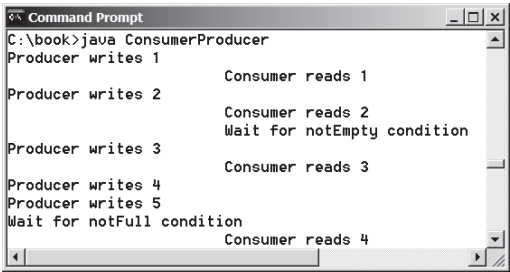 Command Prompt
C:\book>java ConsumerProducer
Producer writes 1
Consumer reads 1
Producer writes 2
Consumer reads 2
Wait for notEmpty condition
Producer writes 3
Consumer reads 3
Producer writes 4
Producer writes 5
Wait for notFull condition
Consumer reads 4